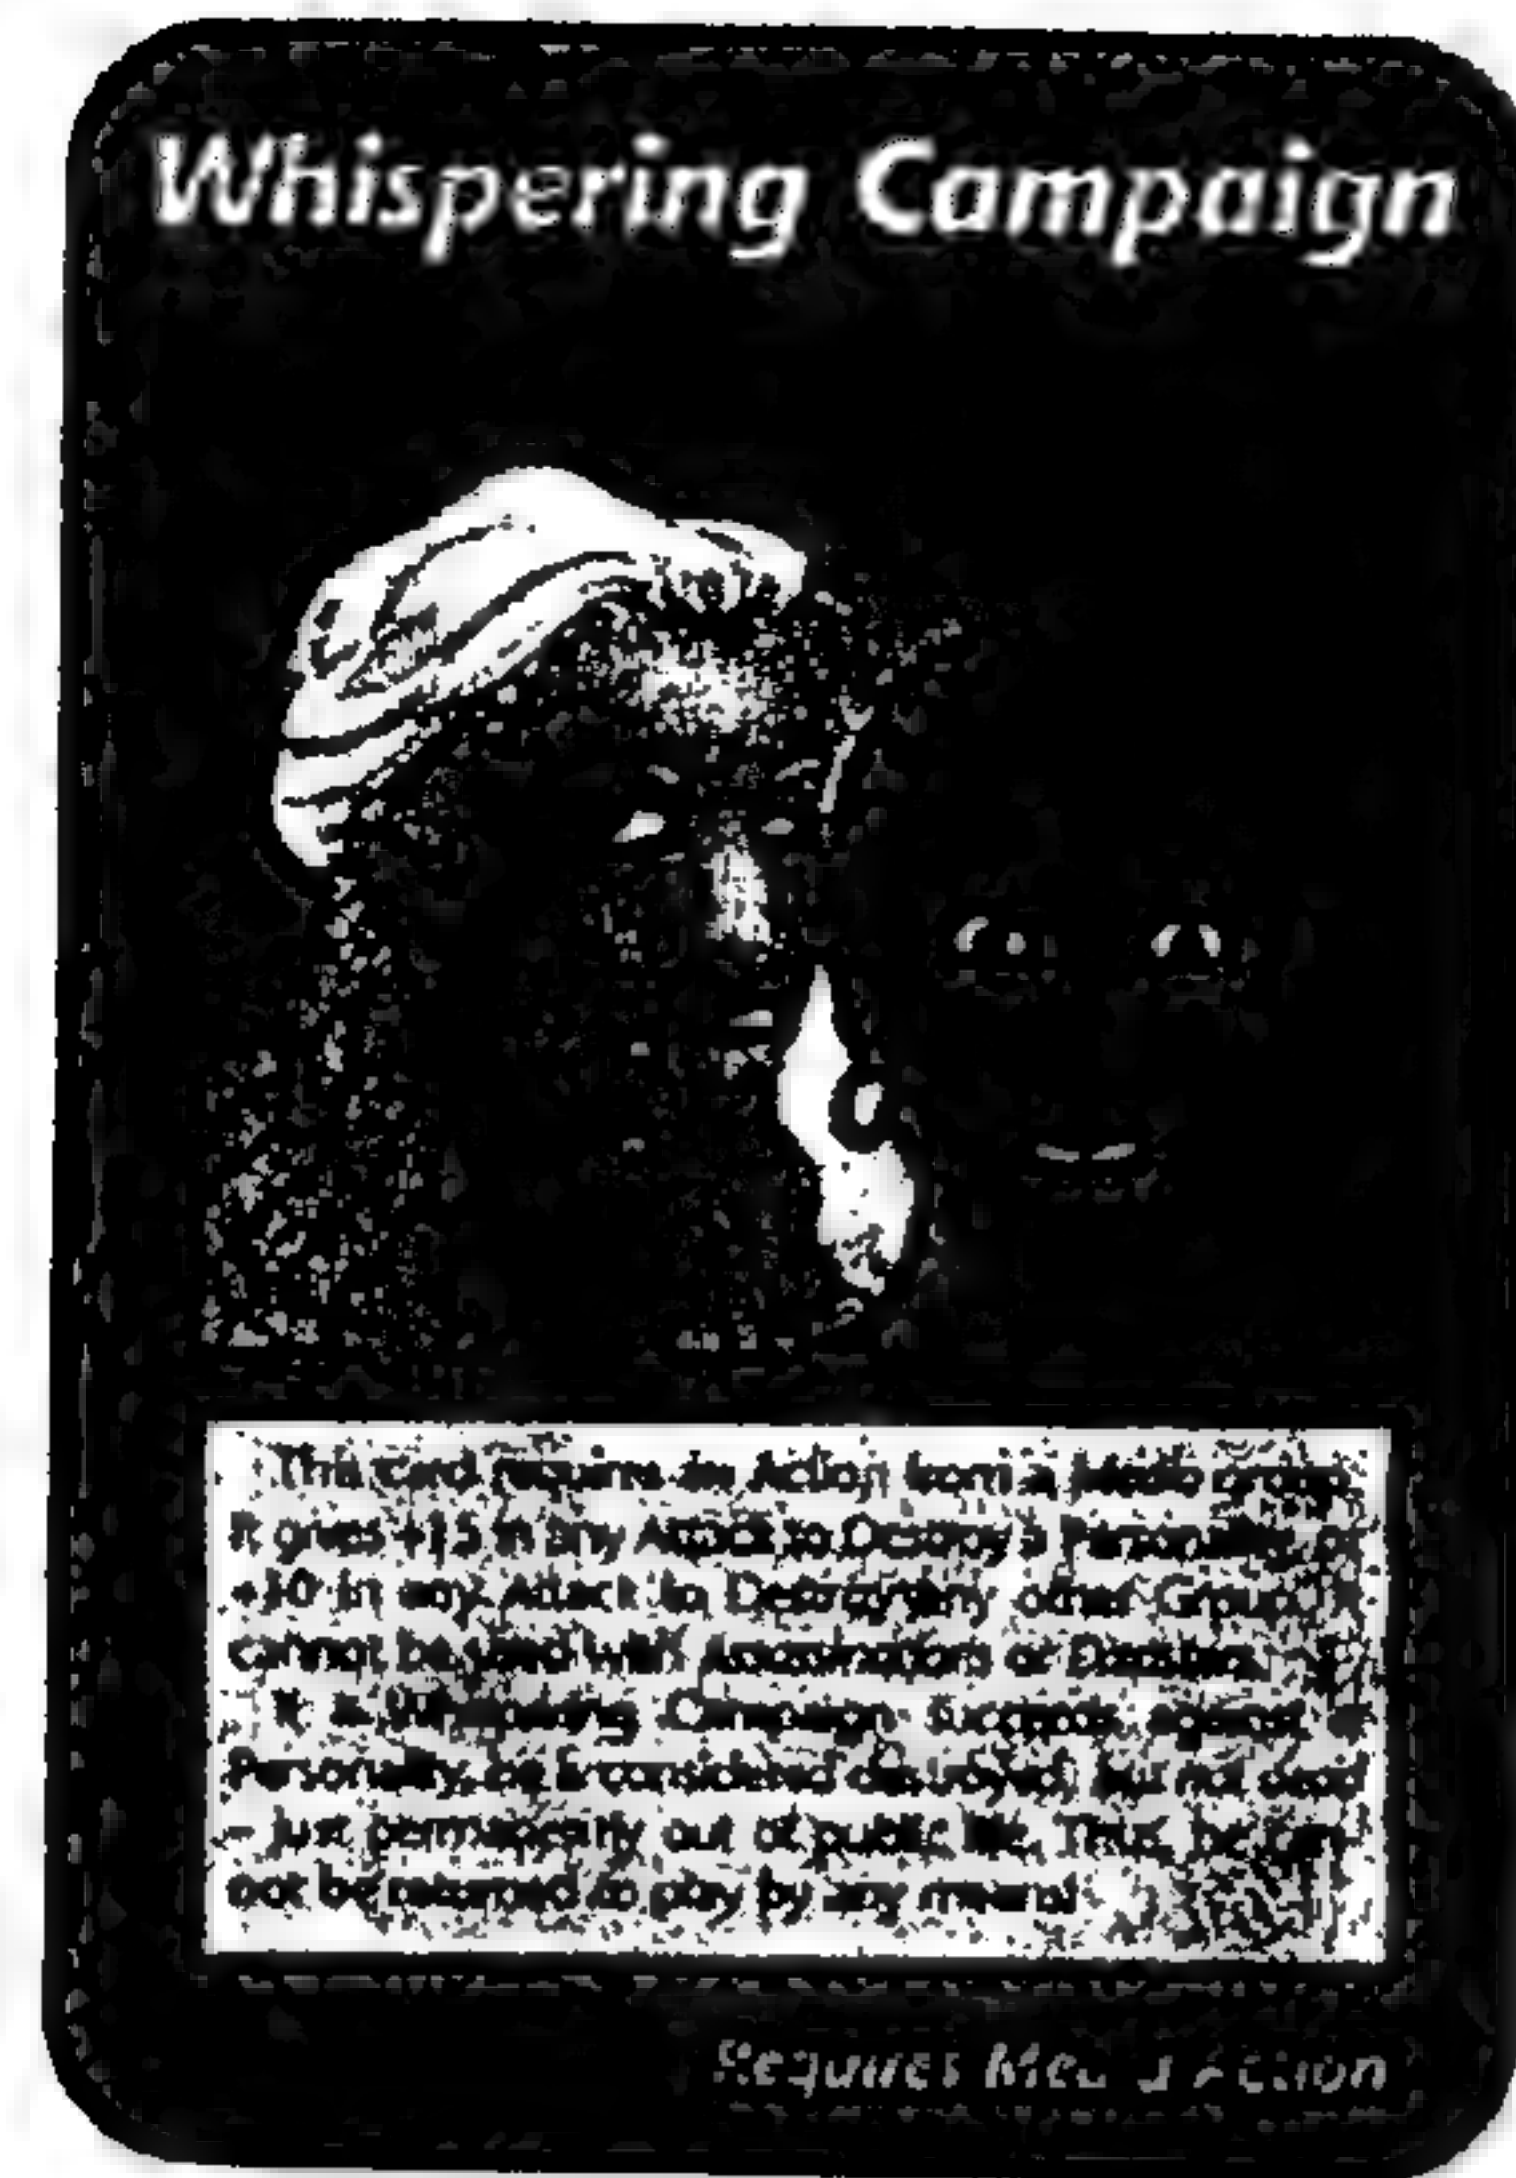 Whispering Campaign
This card requires an Action from a Media group.
It gives +15 in any Attack to Destroy a Personality, or
+10 in any Attack to Destroy any other Group. It
cannot be used with Assassinations or Disasters.
If a Whispering Campaign succeeds against a
Personality, he is considered destroyed, but not dead
– just permanently out of public life. Thus, he can-
not be returned to play by any means!
Requires Media Action